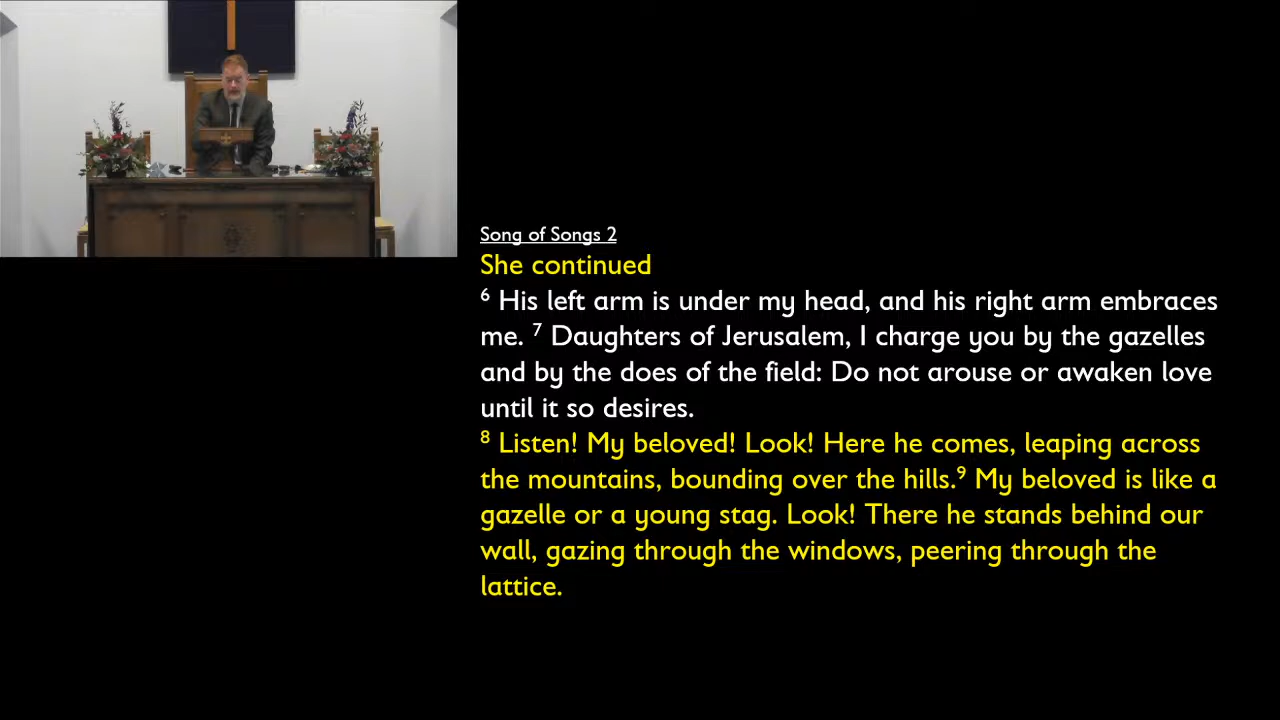 Song of Songs 2
She continued
⁶ His left arm is under my head, and his right arm embraces
me. ⁷ Daughters of Jerusalem, I charge you by the gazelles
and by the does of the field: Do not arouse or awaken love
until it so desires.
⁸ Listen! My beloved! Look! Here he comes, leaping across
the mountains, bounding over the hills.⁹ My beloved is like a
gazelle or a young stag. Look! There he stands behind our
wall, gazing through the windows, peering through the
lattice.